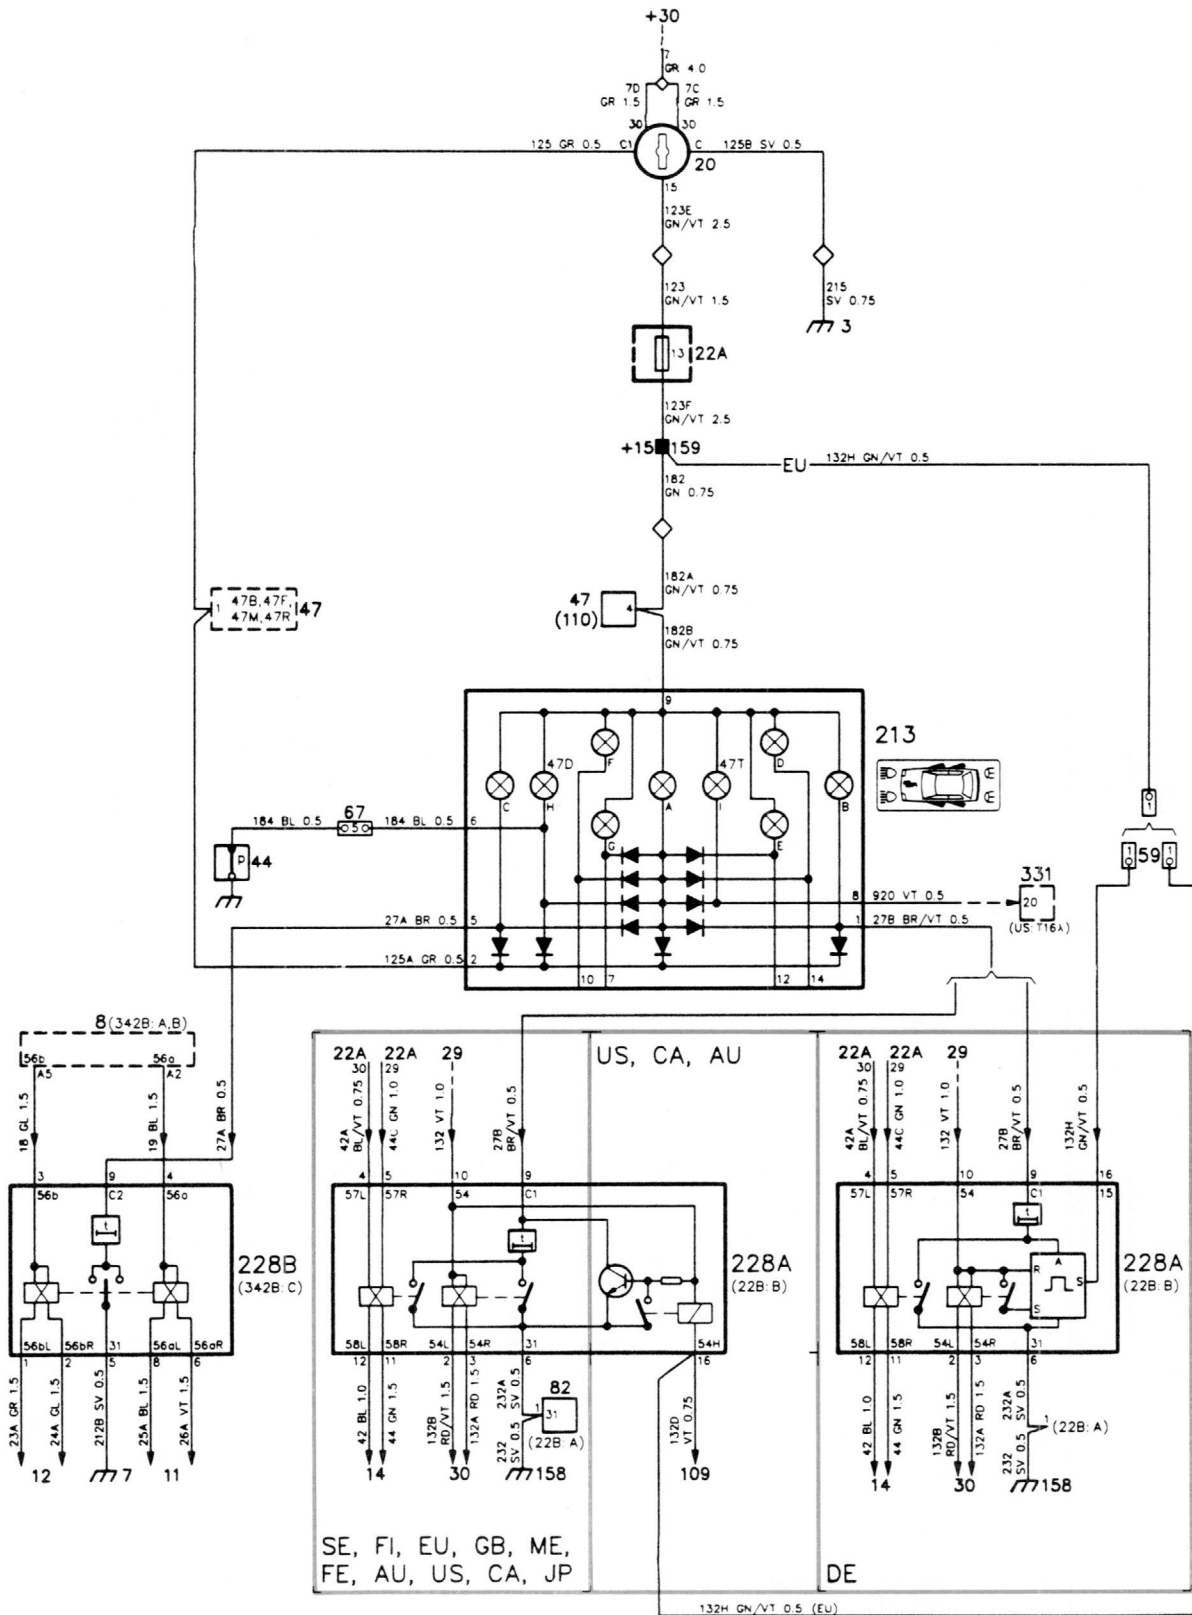 +30
7
GR 4.0
7D 7C
GR 1.5 GR 1.5
30 30
125 GR 0.5 C1 C 125B SV 0.5
20
15
123E
GN/VT 2.5
123
GN/VT 1.5
215
SV 0.75
3
13 22A
123F
GN/VT 2.5
+15 159
EU 132H GN/VT 0.5
182
GN 0.75
182A
GN/VT 0.75
1 47B, 47F, 47
47M, 47R
47 4
(110)
182B
GN/VT 0.75
9
213
F D
47D 47T
C H A I B
1
67
184 BL 0.5 5 184 BL 0.5 6
G E
P 44
1 59 1
331
8 920 VT 0.5 20
(US: T16A)
27A BR 0.5 5 1 27B BR/VT 0.5
125A GR 0.5 2
10 7 12 14
8 (342B: A,B)
56b 56a
A5 A2
18 GL 1.5
19 BL 1.5
27A BR 0.5
3 9 4
56b C2 56a
t
228B
(342B: C)
56bL 56bR 31 56aL 56aR
1 2 5 8 6
23A GR 1.5
24A GL 1.5
212B SV 0.5
25A BL 1.5
26A VT 1.5
12 7 11
22A 22A 29
30 29
US, CA, AU
42A BL/VT 0.75
44C GN 1.0
132 VT 1.0
27B BR/VT 0.5
4 5 10 9
57L 57R 54 C1
t
228A
(22B: B)
58L 58R 54L 54R 31 54H
12 11 2 3 6 16
42 BL 1.0
44 GN 1.5
132B RD/VT 1.5
132A RD 1.5
232A SV 0.5
232 SV 0.5
82
1 31
(22B: A)
132D VT 0.75
14 30 158 109
SE, FI, EU, GB, ME,
FE, AU, US, CA, JP
22A 22A 29
30 29
42A BL/VT 0.75
44C GN 1.0
132 VT 1.0
27B BR/VT 0.5
132H GN/VT 0.5
4 5 10 9 16
57L 57R 54 C1 15
t
A
R S
S
228A
(22B: B)
58L 58R 54L 54R 31
12 11 2 3 6
42 BL 1.0
44 GN 1.5
132B RD/VT 1.5
132A RD 1.5
232A SV 0.5
232 SV 0.5
1
(22B: A)
14 30 158
DE
132H GN/VT 0.5 (EU)